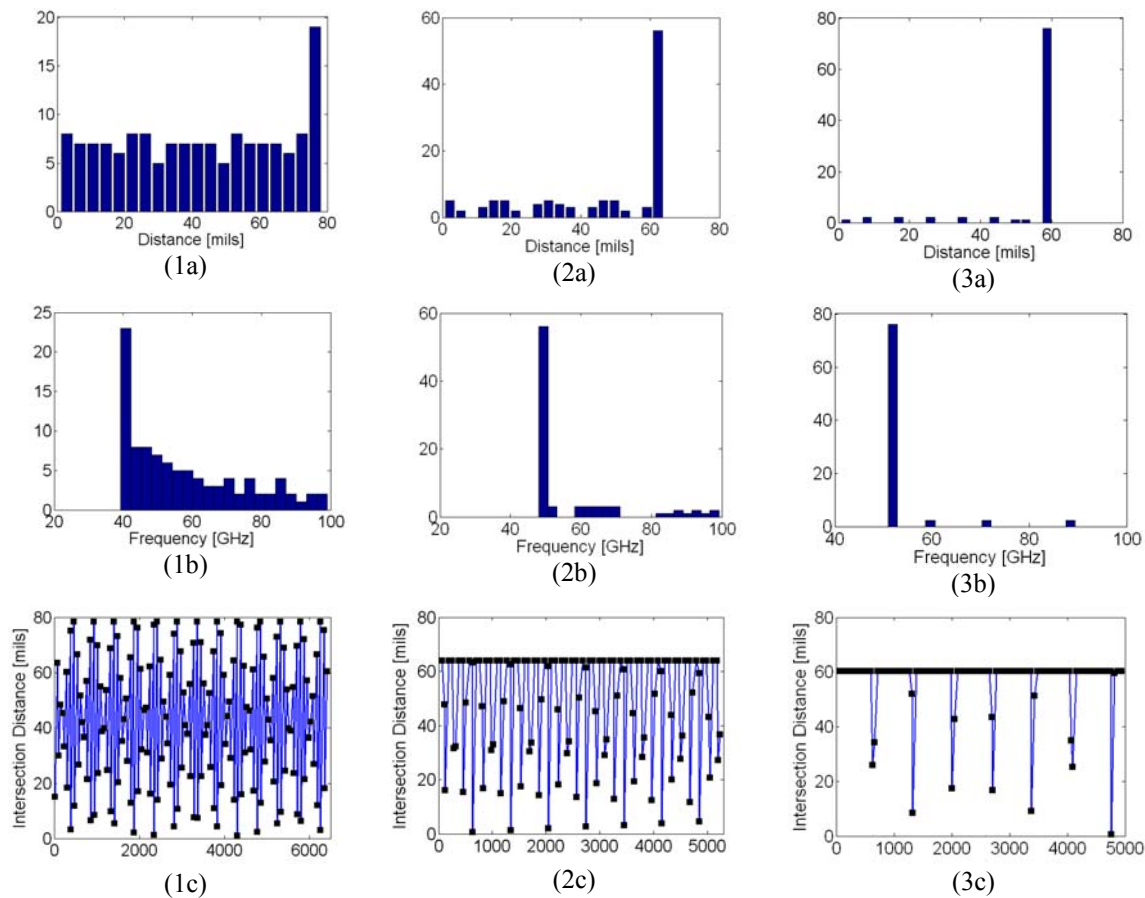 20
15
10
5
0
0 20 40 60 80
Distance [mils]
(1a)
60
40
20
0
0 20 40 60 80
Distance [mils]
(2a)
80
60
40
20
0
0 20 40 60 80
Distance [mils]
(3a)
25
20
15
10
5
0
20 40 60 80 100
Frequency [GHz]
(1b)
60
40
20
0
20 40 60 80 100
Frequency [GHz]
(2b)
80
60
40
20
0
40 60 80 100
Frequency [GHz]
(3b)
Intersection Distance [mils]
80
60
40
20
0
0 2000 4000 6000
(1c)
Intersection Distance [mils]
80
60
40
20
0
0 1000 2000 3000 4000 5000
(2c)
Intersection Distance [mils]
80
60
40
20
0
0 1000 2000 3000 4000 5000
(3c)